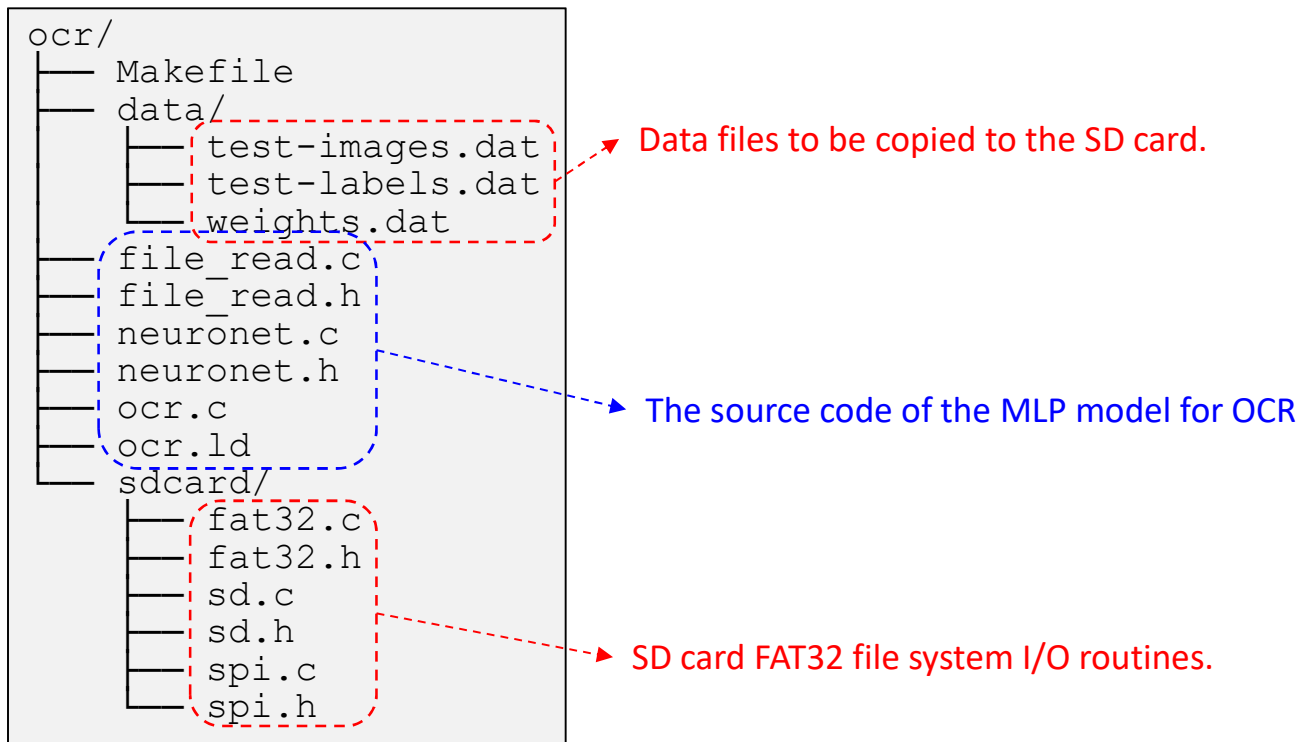 ocr/
Makefile
data/
test-images.dat
test-labels.dat
weights.dat
file_read.c
file_read.h
neuronet.c
neuronet.h
ocr.c
ocr.ld
sdcard/
fat32.c
fat32.h
sd.c
sd.h
spi.c
spi.h
Data files to be copied to the SD card.
The source code of the MLP model for OCR
SD card FAT32 file system I/O routines.